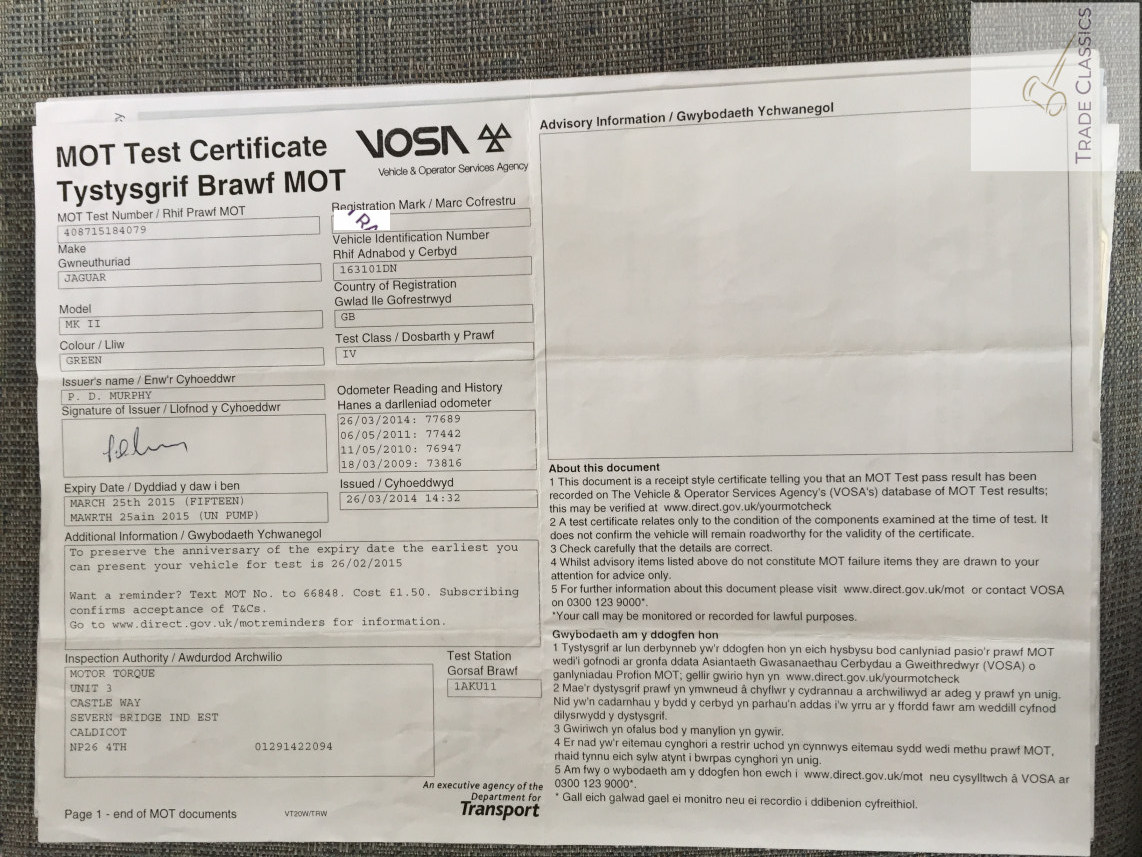 TRADE CLASSICS
MOT Test Certificate
Tystysgrif Brawf MOT
VOSA
Vehicle & Operator Services Agency
MOT Test Number / Rhif Prawf MOT
408715184079
Make
Gwneuthuriad
JAGUAR
Model
MK II
Colour / Lliw
GREEN
Issuer's name / Enw'r Cyhoeddwr
P. D. MURPHY
Signature of Issuer / Llofnod y Cyhoeddwr
Expiry Date / Dyddiad y daw i ben
MARCH 25th 2015 (FIFTEEN)
MAWRTH 25ain 2015 (UN PUMP)
Registration Mark / Marc Cofrestru
Vehicle Identification Number
Rhif Adnabod y Cerbyd
163101DN
Country of Registration
Gwlad lle Gofrestrwyd
GB
Test Class / Dosbarth y Prawf
IV
Odometer Reading and History
Hanes a darlleniad odometer
26/03/2014: 77689
06/05/2011: 77442
11/05/2010: 76947
18/03/2009: 73816
Issued / Cyhoeddwyd
26/03/2014 14:32
Additional Information / Gwybodaeth Ychwanegol
To preserve the anniversary of the expiry date the earliest you
can present your vehicle for test is 26/02/2015
Want a reminder? Text MOT No. to 66848. Cost £1.50. Subscribing
confirms acceptance of T&Cs.
Go to www.direct.gov.uk/motreminders for information.
Inspection Authority / Awdurdod Archwilio
MOTOR TORQUE
UNIT 3
CASTLE WAY
SEVERN BRIDGE IND EST
CALDICOT
NP26 4TH 01291422094
Test Station
Gorsaf Brawf
1AKU11
An executive agency of the
Department for
Transport
Page 1 - end of MOT documents
VT20W/TRW
Advisory Information / Gwybodaeth Ychwanegol
About this document
1 This document is a receipt style certificate telling you that an MOT Test pass result has been
recorded on The Vehicle & Operator Services Agency's (VOSA's) database of MOT Test results;
this may be verified at www.direct.gov.uk/yourmotcheck
2 A test certificate relates only to the condition of the components examined at the time of test. It
does not confirm the vehicle will remain roadworthy for the validity of the certificate.
3 Check carefully that the details are correct.
4 Whilst advisory items listed above do not constitute MOT failure items they are drawn to your
attention for advice only.
5 For further information about this document please visit www.direct.gov.uk/mot or contact VOSA
on 0300 123 9000*.
*Your call may be monitored or recorded for lawful purposes.
Gwybodaeth am y ddogfen hon
1 Tystysgrif ar lun derbynneb yw'r ddogfen hon yn eich hysbysu bod canlyniad pasio'r prawf MOT
wedi'i gofnodi ar gronfa ddata Asiantaeth Gwasanaethau Cerbydau a Gweithredwyr (VOSA) o
ganlyniadau Profion MOT; gellir gwirio hyn yn www.direct.gov.uk/yourmotcheck
2 Mae'r dystysgrif prawf yn ymwneud â chyflwr y cydrannau a archwiliwyd ar adeg y prawf yn unig.
Nid yw'n cadarnhau y bydd y cerbyd yn parhau'n addas i'w yrru ar y ffordd fawr am weddill cyfnod
dilysrwydd y dystysgrif.
3 Gwiriwch yn ofalus bod y manylion yn gywir.
4 Er nad yw'r eitemau cynghori a restrir uchod yn cynnwys eitemau sydd wedi methu prawf MOT,
rhaid tynnu eich sylw atynt i bwrpas cynghori yn unig.
5 Am fwy o wybodaeth am y ddogfen hon ewch i www.direct.gov.uk/mot neu cysylltwch â VOSA ar
0300 123 9000*.
* Gall eich galwad gael ei monitro neu ei recordio i ddibenion cyfreithiol.